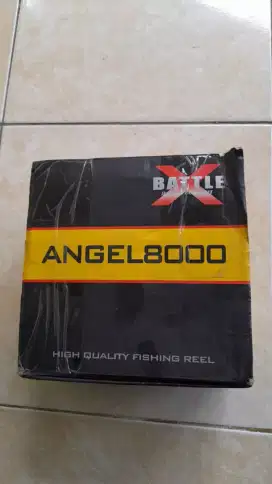 BATTLE
X
ANGEL8000
HIGH QUALITY FISHING REEL